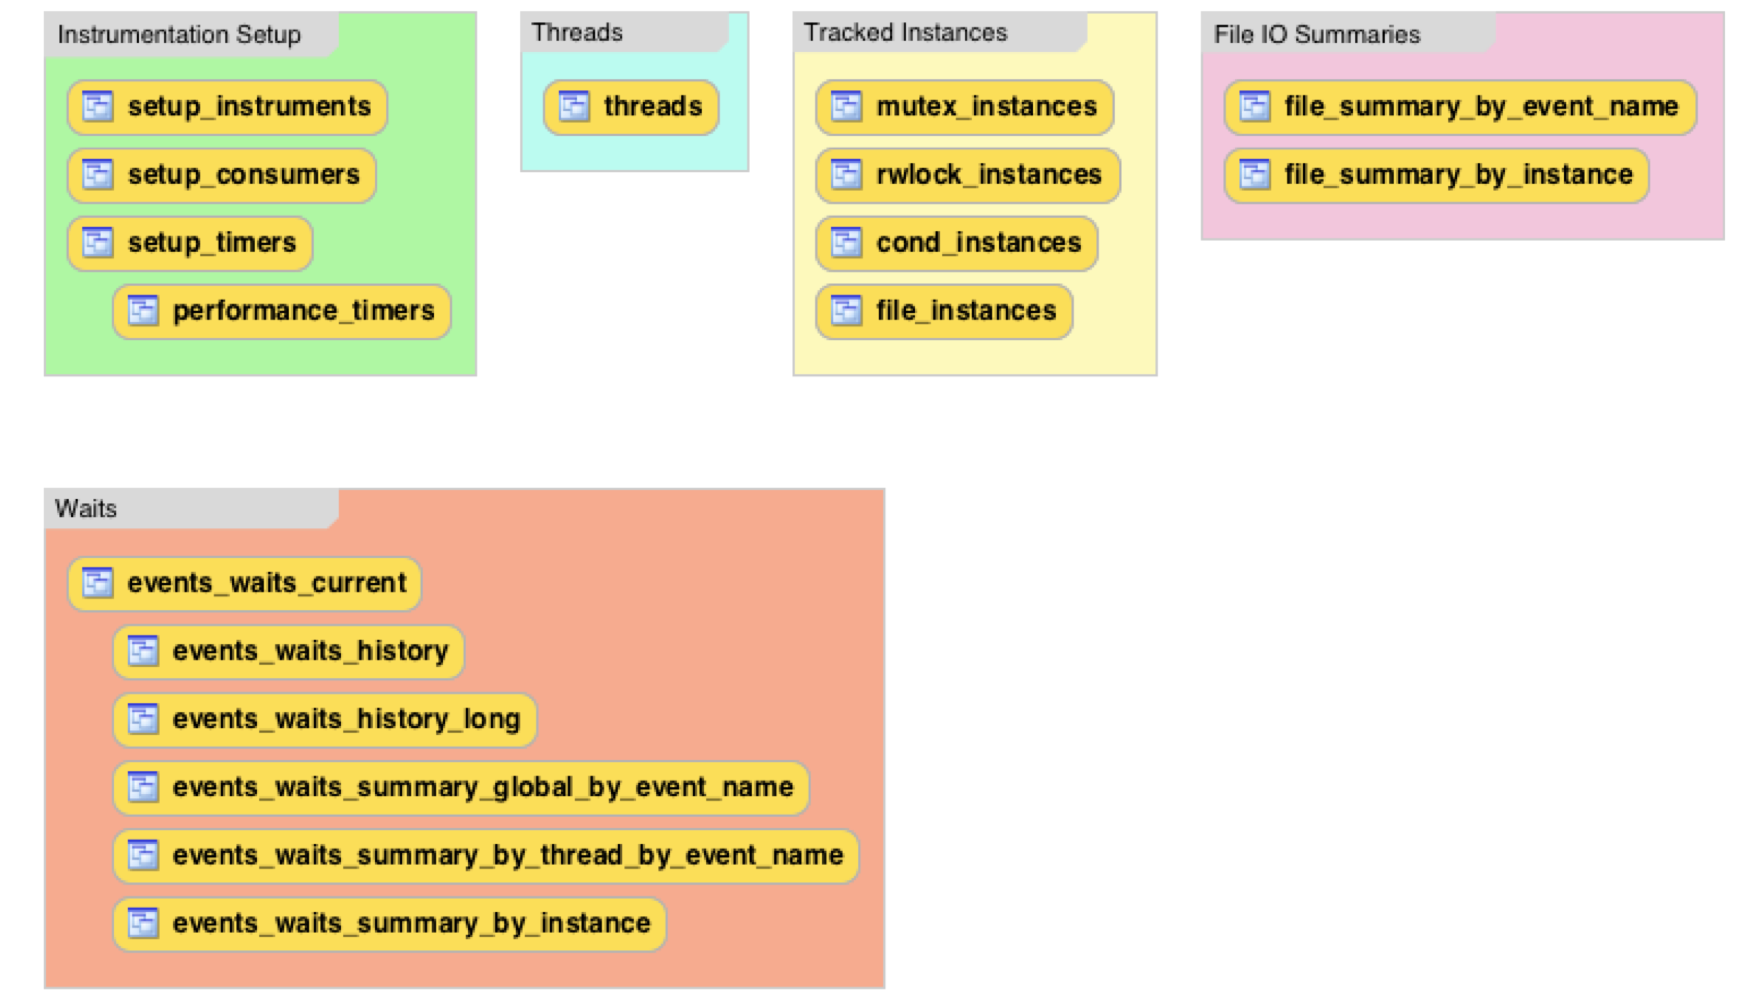 Instrumentation Setup
setup_instruments
setup_consumers
setup_timers
performance_timers
Threads
threads
Tracked Instances
mutex_instances
rwlock_instances
cond_instances
file_instances
File IO Summaries
file_summary_by_event_name
file_summary_by_instance
Waits
events_waits_current
events_waits_history
events_waits_history_long
events_waits_summary_global_by_event_name
events_waits_summary_by_thread_by_event_name
events_waits_summary_by_instance